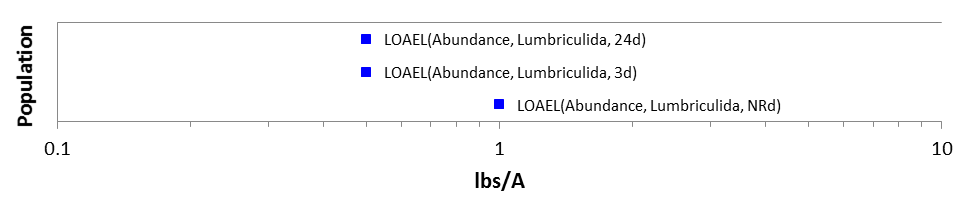 Population
LOAEL(Abundance, Lumbriculida, 24d)
LOAEL(Abundance, Lumbriculida, 3d)
LOAEL(Abundance, Lumbriculida, NRd)
0.1 1 10
lbs/A